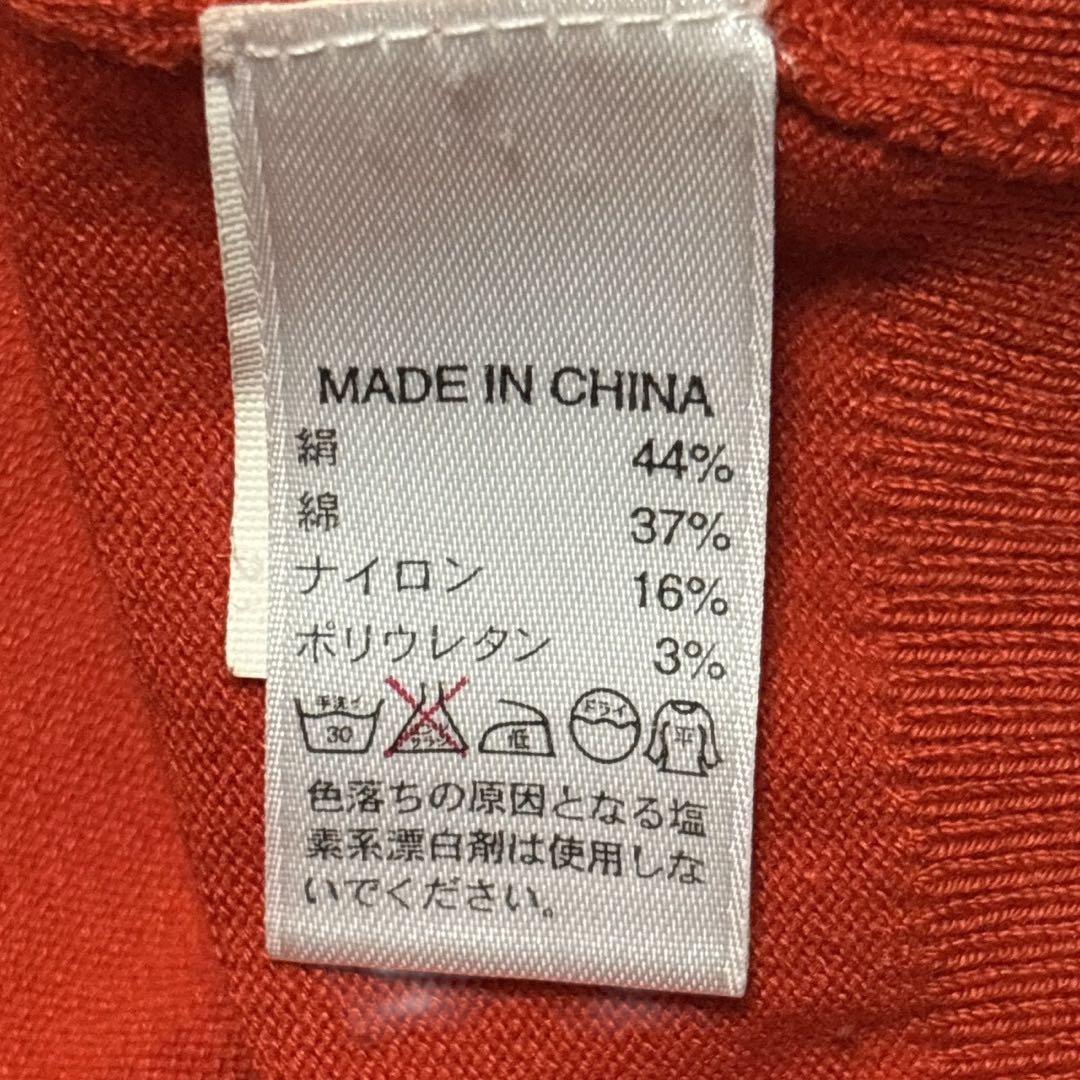 MADE IN CHINA
絹 44%
綿 37%
ナイロン 16%
ポリウレタン 3%
手洗イ 30 低 ドライ 平
色落ちの原因となる塩
素系漂白剤は使用しな
いでください。